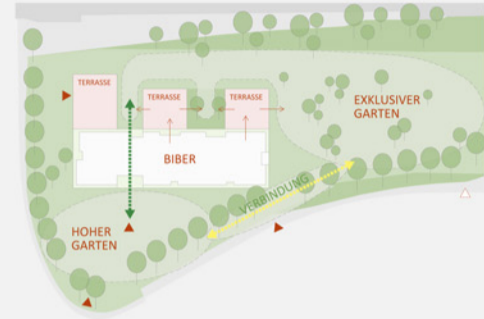 TERRASSE
TERRASSE
TERRASSE
EXKLUSIVER
GARTEN
BIBER
VERBINDUNG
HOHER
GARTEN